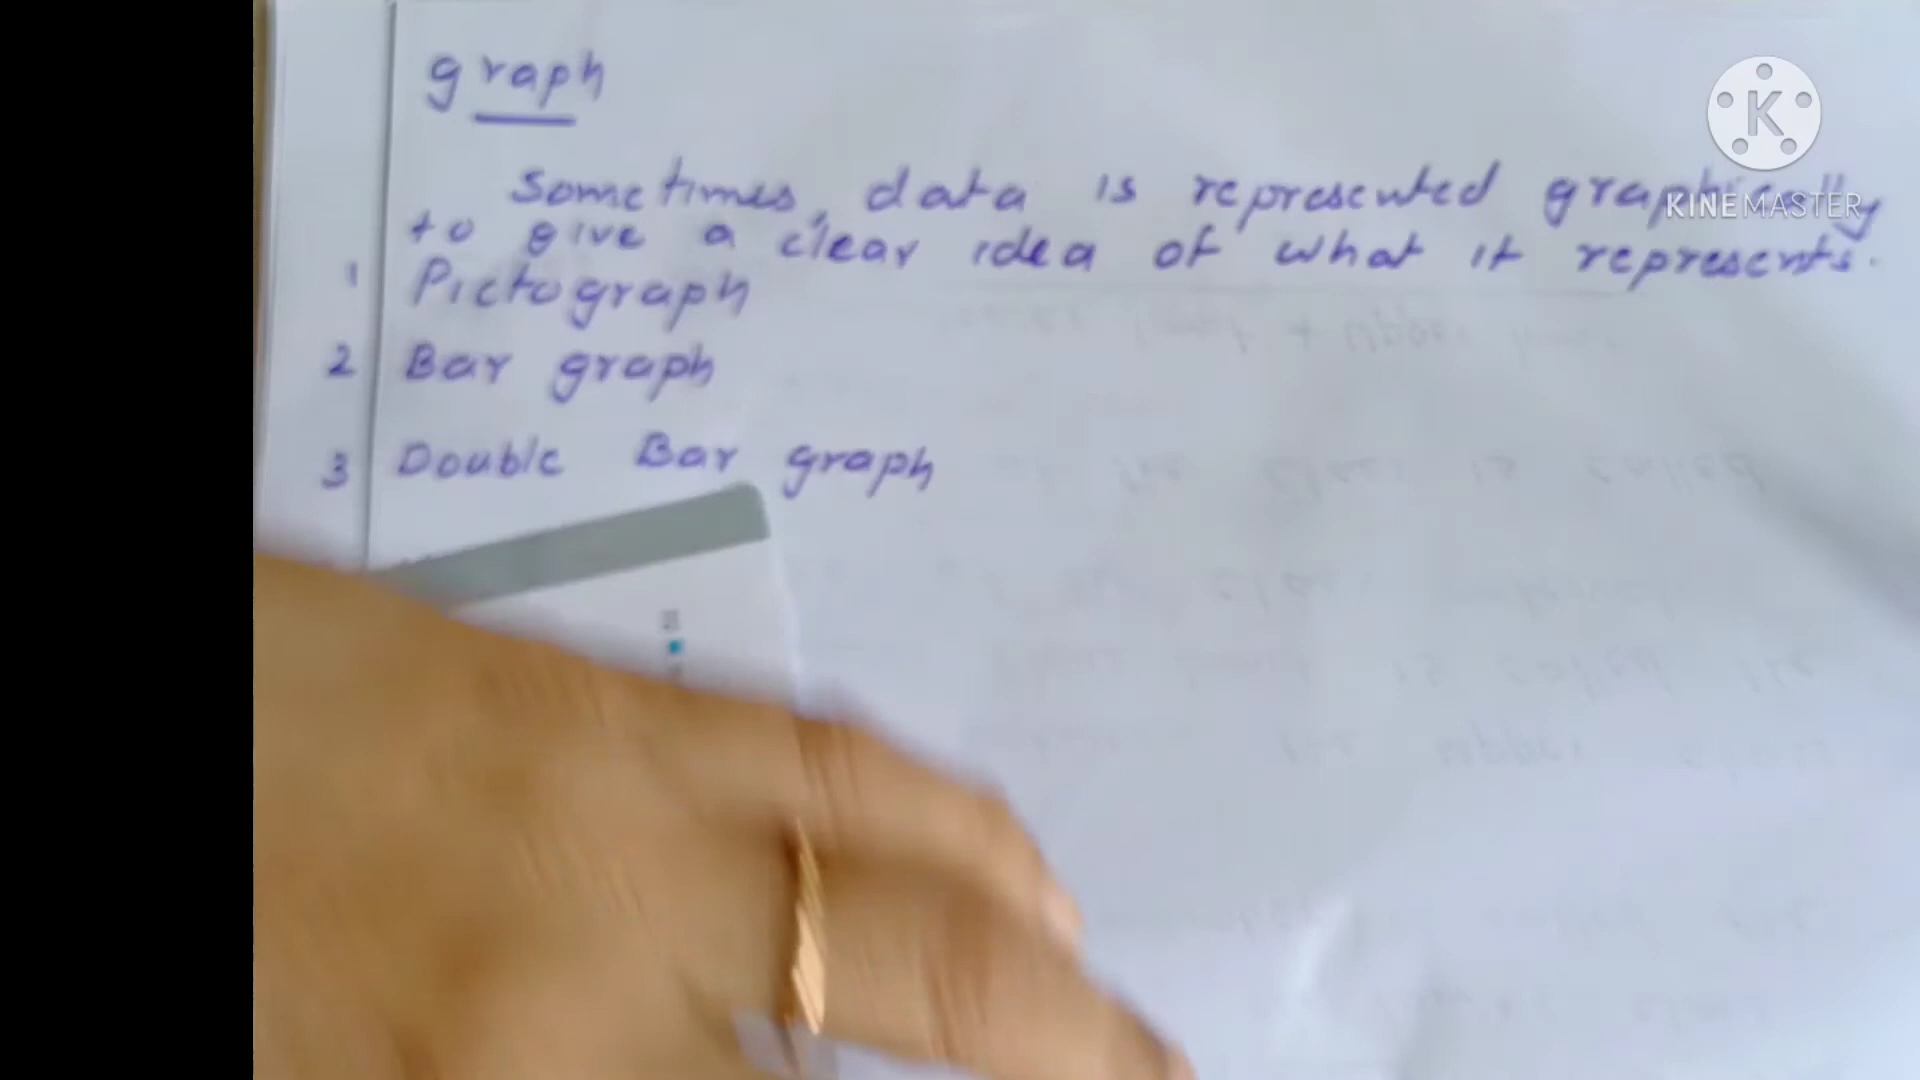 graph
Sometimes, data is represented graphically
to give a clear idea of what it represents.
1 Pictograph
2 Bar graph
3 Double Bar graph
K
KINEMASTER